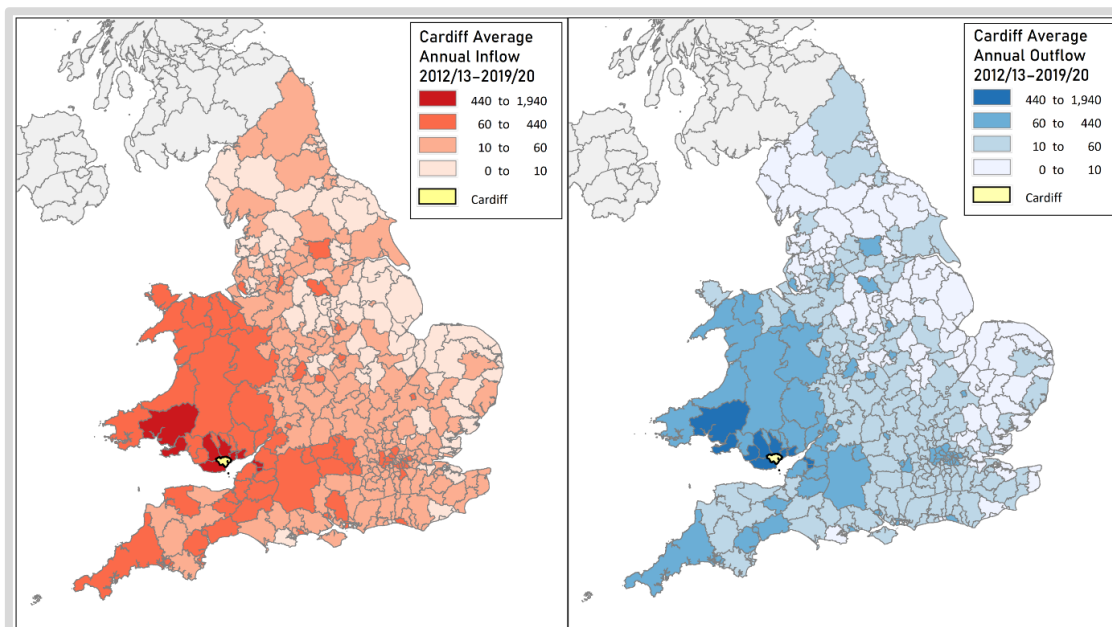 Cardiff Average
Annual Inflow
2012/13–2019/20
440 to 1,940
60 to 440
10 to 60
0 to 10
Cardiff
Cardiff Average
Annual Outflow
2012/13–2019/20
440 to 1,940
60 to 440
10 to 60
0 to 10
Cardiff